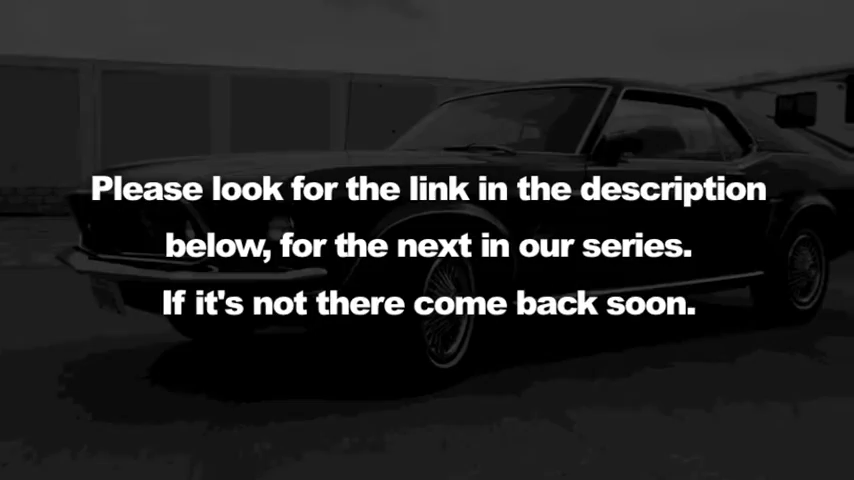 Please look for the link in the description
below, for the next in our series.
If it's not there come back soon.